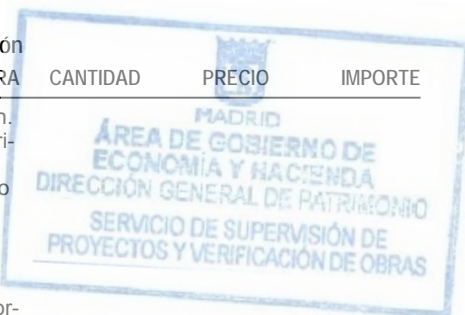 ón
RA CANTIDAD PRECIO IMPORTE
n.
ri-
o
or-
MADRID
ÁREA DE GOBIERNO DE
ECONOMÍA Y HACIENDA
DIRECCIÓN GENERAL DE PATRIMONIO
SERVICIO DE SUPERVISIÓN DE
PROYECTOS Y VERIFICACIÓN DE OBRAS